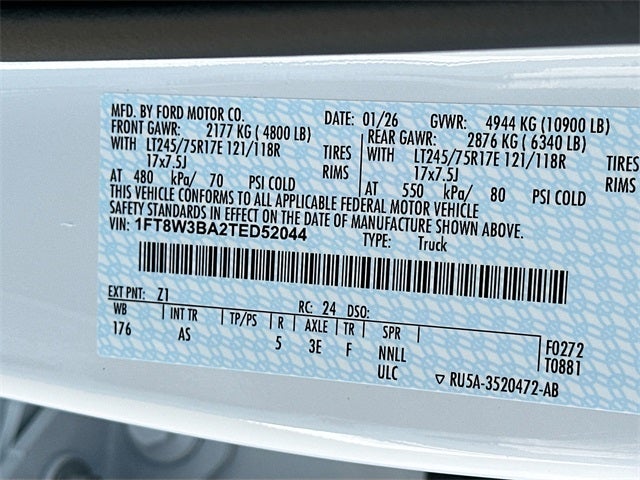 MFD. BY FORD MOTOR CO. DATE: 01/26 GVWR: 4944 KG (10900 LB)
FRONT GAWR: 2177 KG ( 4800 LB) REAR GAWR: 2876 KG ( 6340 LB)
WITH LT245/75R17E 121/118R TIRES WITH LT245/75R17E 121/118R TIRES
17x7.5J RIMS 17x7.5J RIMS
AT 480 kPa/ 70 PSI COLD AT 550 kPa/ 80 PSI COLD
THIS VEHICLE CONFORMS TO ALL APPLICABLE FEDERAL MOTOR VEHICLE
SAFETY STANDARDS IN EFFECT ON THE DATE OF MANUFACTURE SHOWN ABOVE.
VIN: 1FT8W3BA2TED52044 TYPE: Truck
EXT PNT: Z1 RC: 24 DSO:
WB INT TR TP/PS R AXLE TR SPR F0272
176 AS 5 3E F NNLL T0881
ULC RU5A-3520472-AB